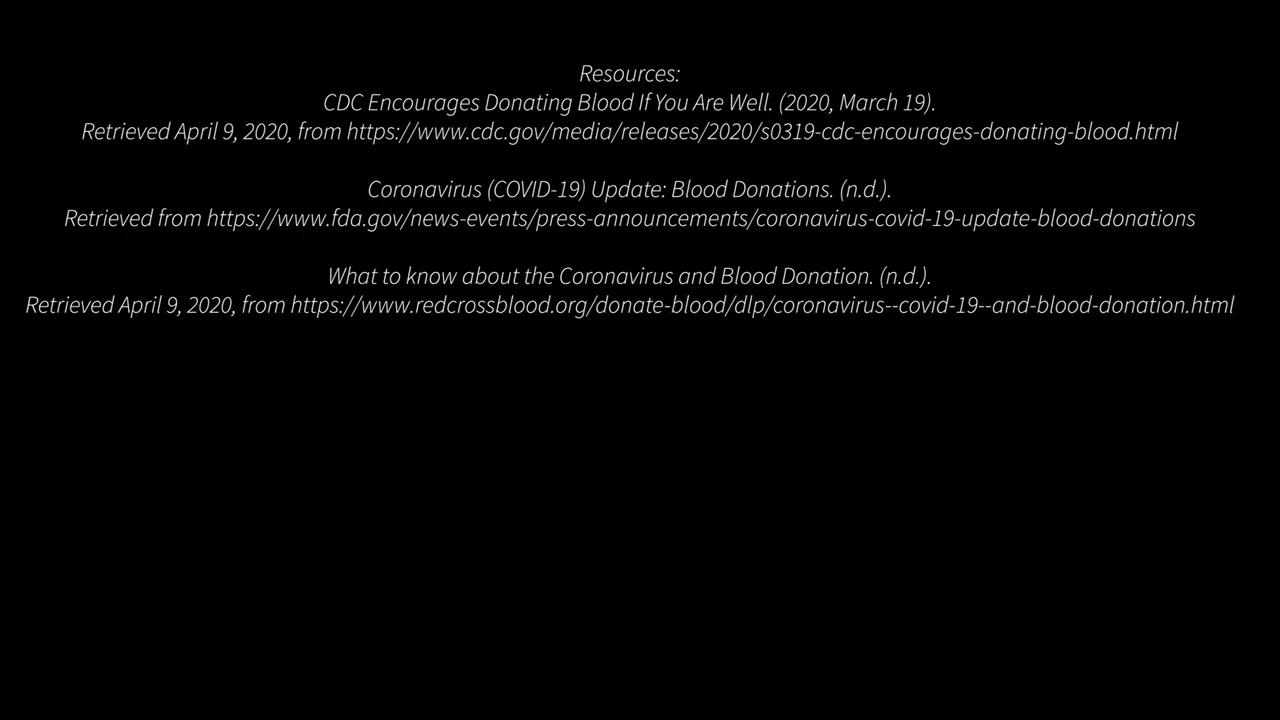 Resources:
CDC Encourages Donating Blood If You Are Well. (2020, March 19).
Retrieved April 9, 2020, from https://www.cdc.gov/media/releases/2020/s0319-cdc-encourages-donating-blood.html
Coronavirus (COVID-19) Update: Blood Donations. (n.d.).
Retrieved from https://www.fda.gov/news-events/press-announcements/coronavirus-covid-19-update-blood-donations
What to know about the Coronavirus and Blood Donation. (n.d.).
Retrieved April 9, 2020, from https://www.redcrossblood.org/donate-blood/dlp/coronavirus--covid-19--and-blood-donation.html